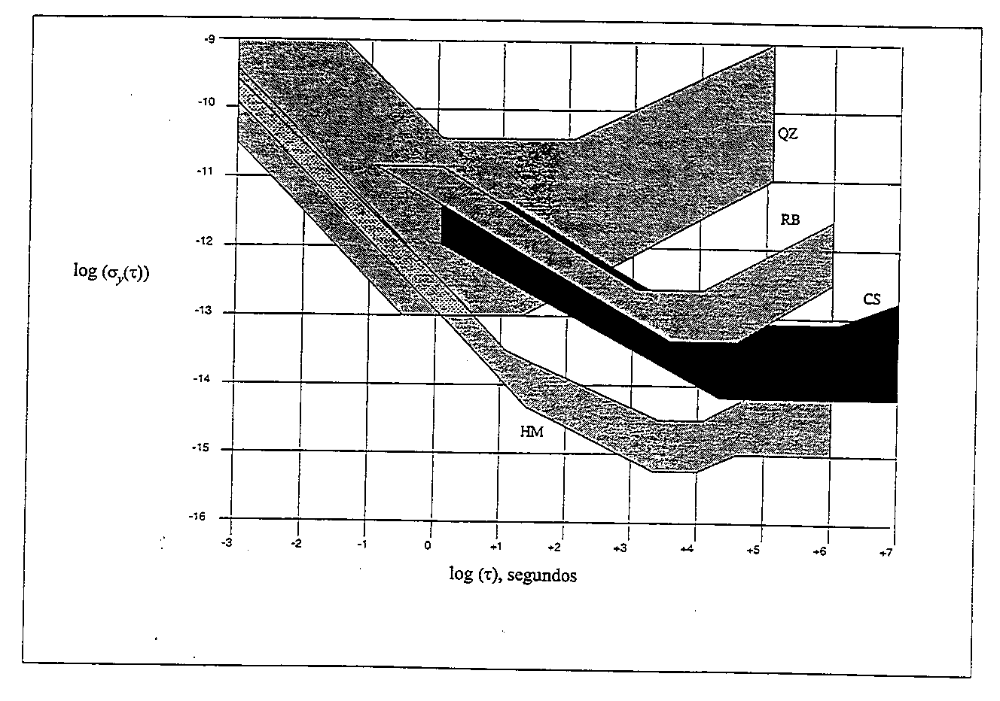 -9
-10
QZ
-11
RB
-12
log (σy(τ))
CS
-13
-14
HM
-15
-16
-3 -2 -1 0 +1 +2 +3 +4 +5 +6 +7
log (τ), segundos